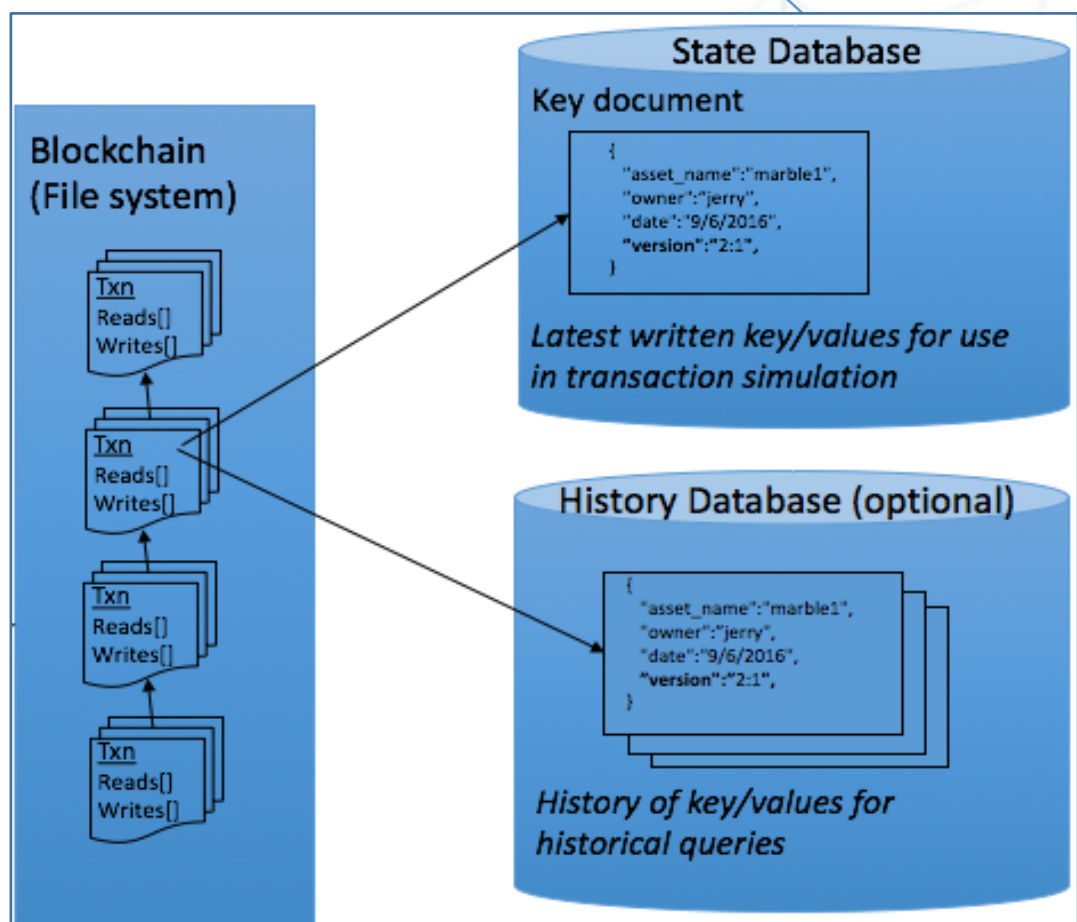 Blockchain
(File system)
Txn
Reads[]
Writes[]
Txn
Reads[]
Writes[]
Txn
Reads[]
Writes[]
Txn
Reads[]
Writes[]
State Database
Key document
{
"asset_name":"marble1",
"owner":"jerry",
"date":"9/6/2016",
"version":"2:1",
}
Latest written key/values for use
in transaction simulation
History Database (optional)
{
"asset_name":"marble1",
"owner":"jerry",
"date":"9/6/2016",
"version":"2:1",
}
History of key/values for
historical queries